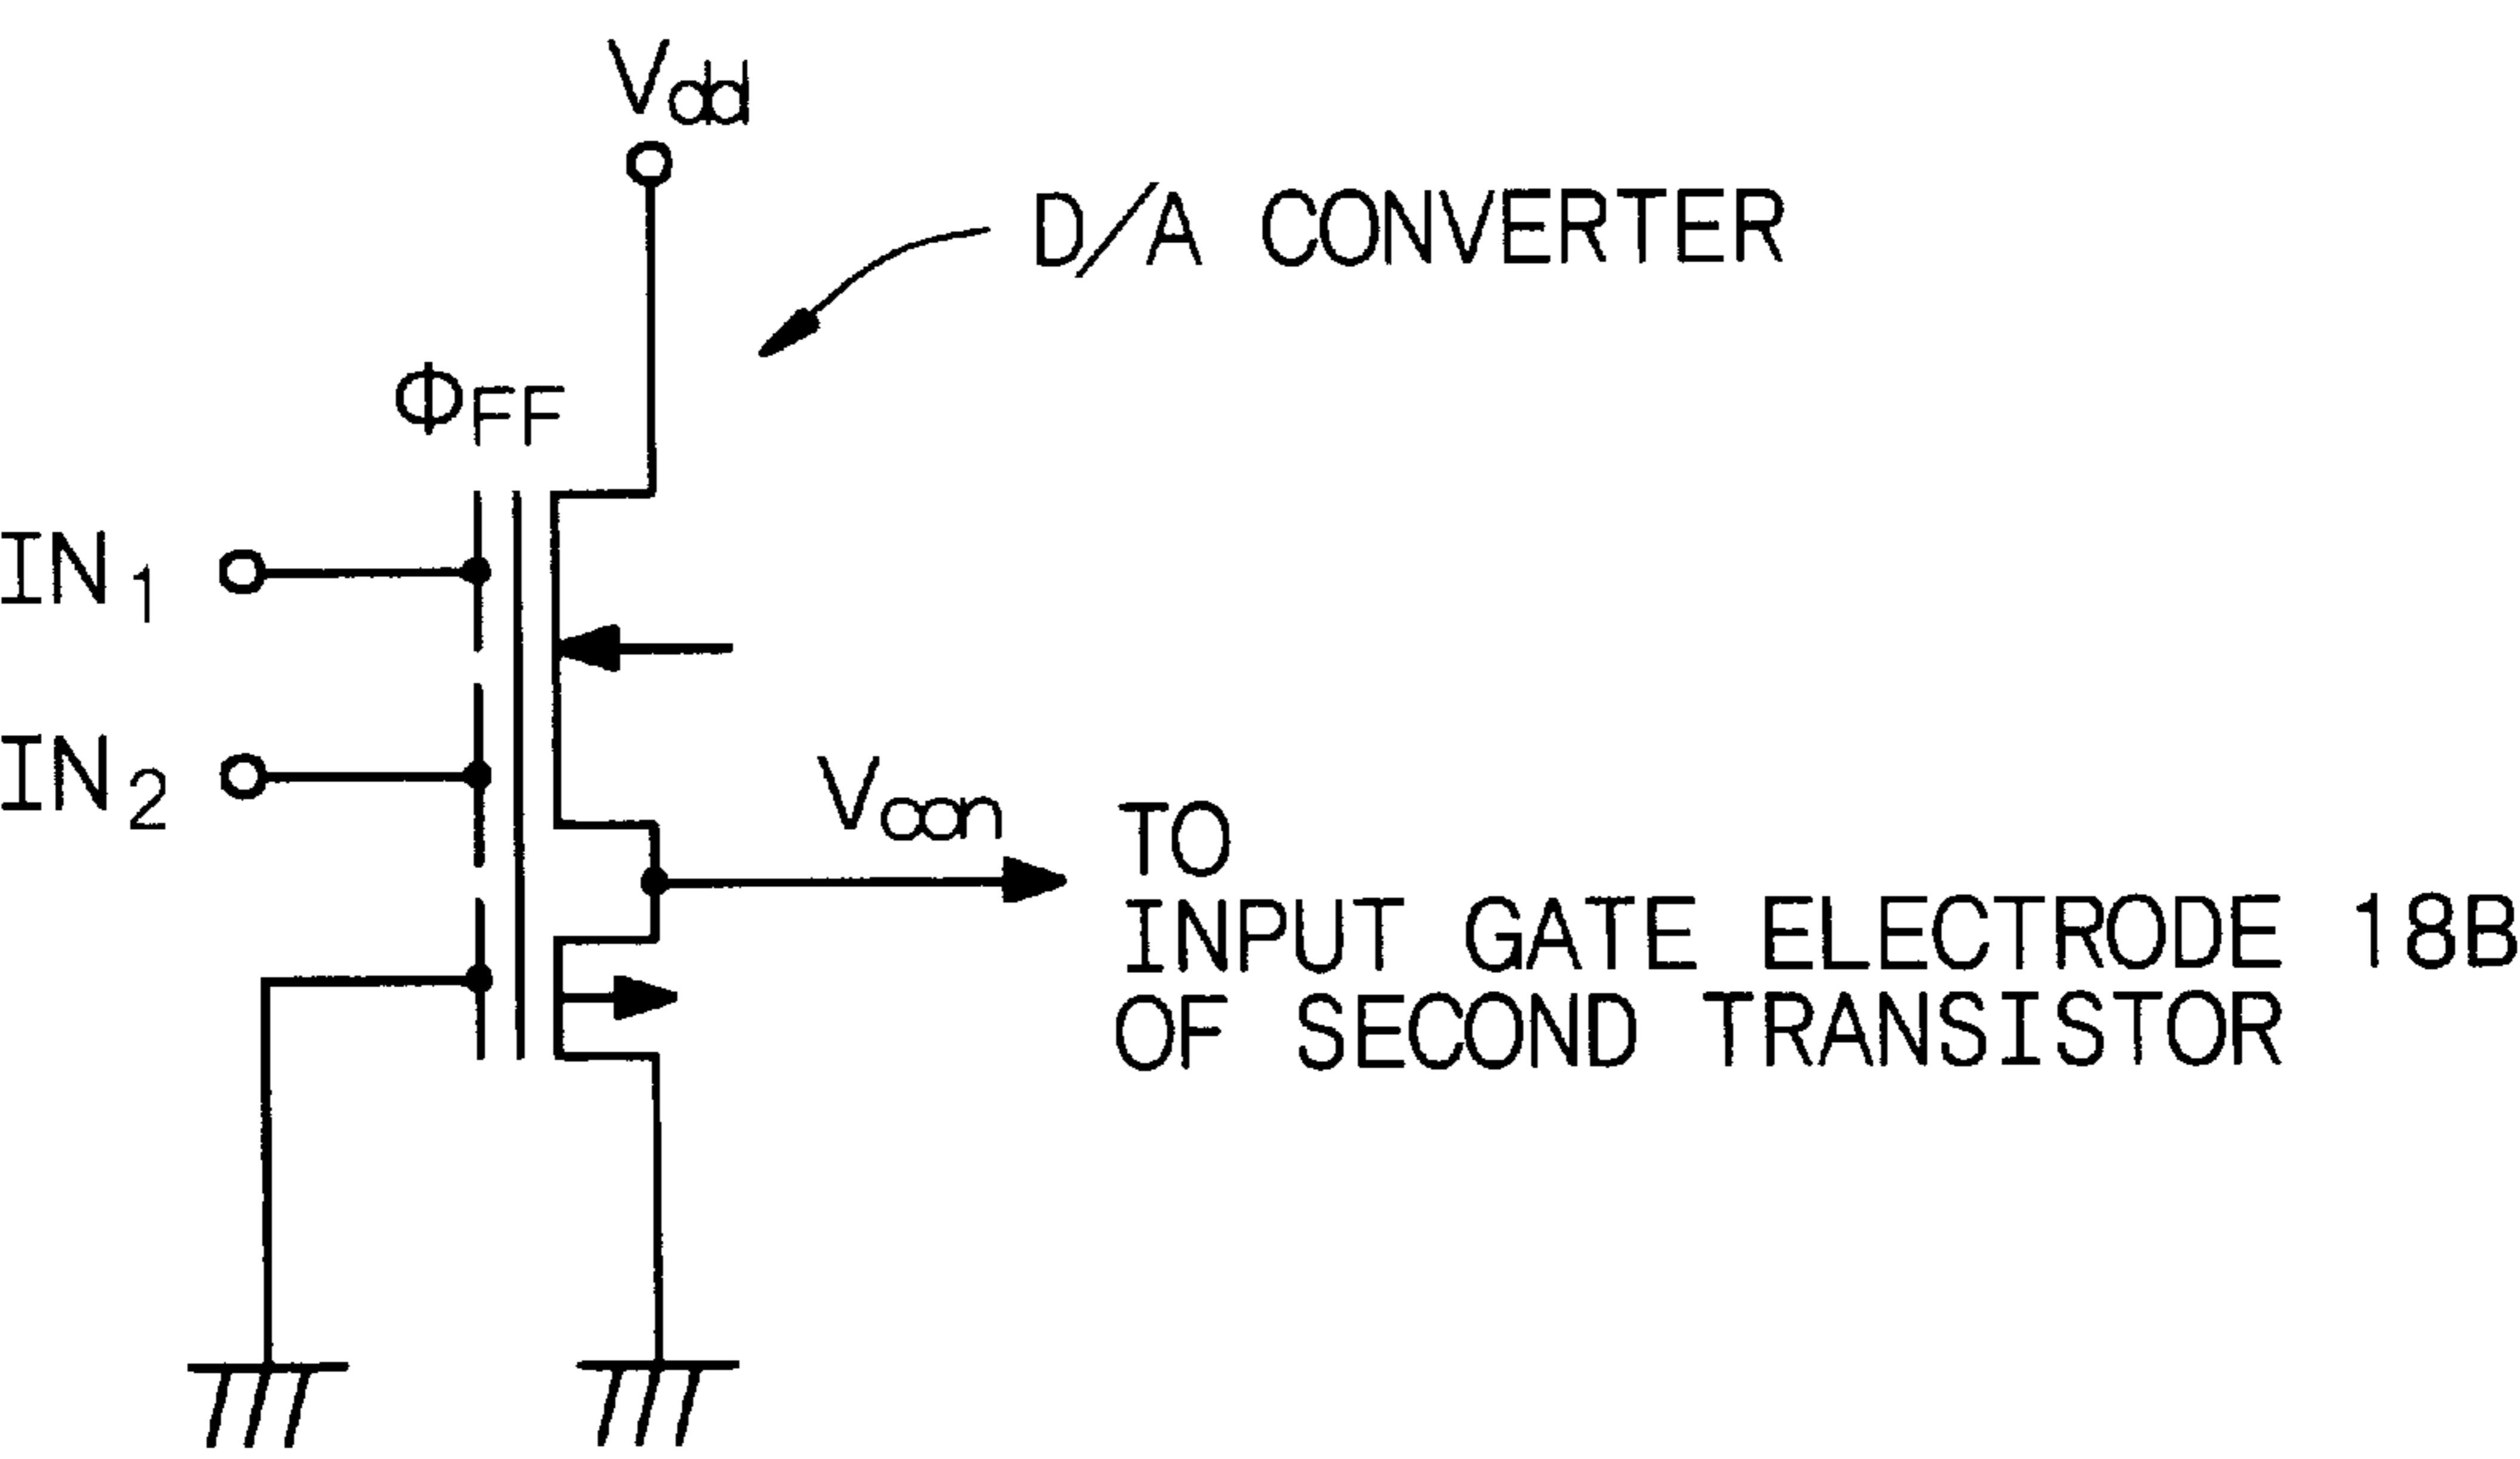 Vdd
D/A CONVERTER
ΦFF
IN1
IN2
Vcon
TO
INPUT GATE ELECTRODE 18B
OF SECOND TRANSISTOR